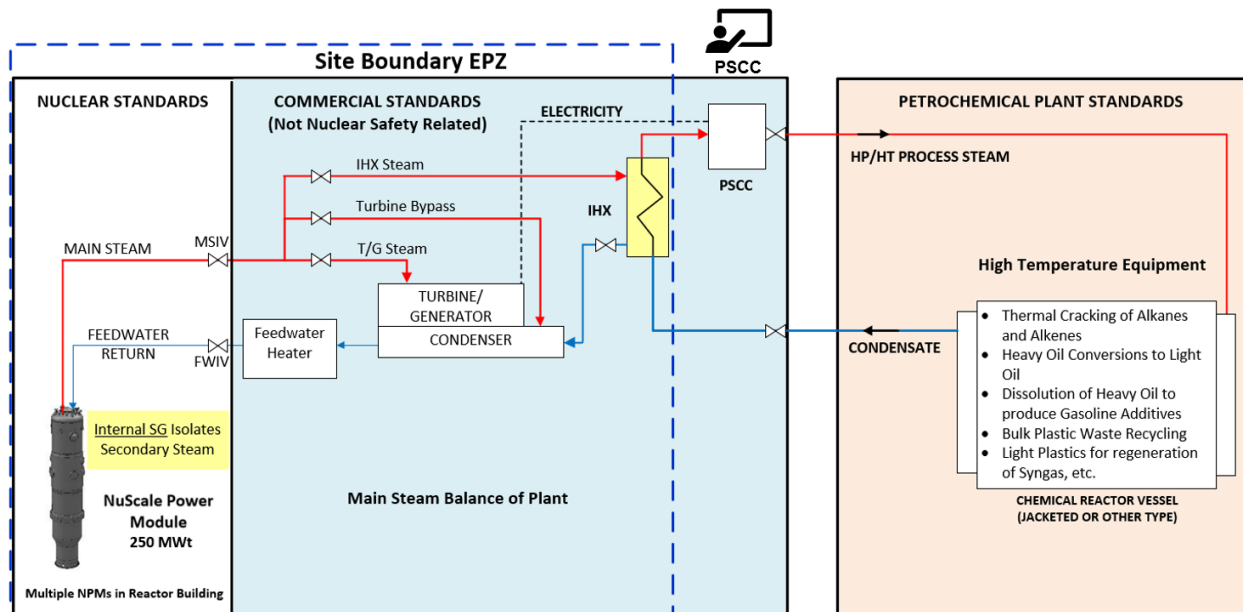 PSCC
Site Boundary EPZ
NUCLEAR STANDARDS
COMMERCIAL STANDARDS
(Not Nuclear Safety Related)
ELECTRICITY
PETROCHEMICAL PLANT STANDARDS
IHX Steam
HP/HT PROCESS STEAM
PSCC
Turbine Bypass
IHX
MSIV
MAIN STEAM
T/G Steam
High Temperature Equipment
TURBINE/
GENERATOR
CONDENSER
FEEDWATER
RETURN
FWIV
Feedwater
Heater
CONDENSATE
• Thermal Cracking of Alkanes
and Alkenes
• Heavy Oil Conversions to Light
Oil
• Dissolution of Heavy Oil to
produce Gasoline Additives
• Bulk Plastic Waste Recycling
• Light Plastics for regeneration
of Syngas, etc.
CHEMICAL REACTOR VESSEL
(JACKETED OR OTHER TYPE)
Internal SG Isolates
Secondary Steam
NuScale Power
Module
250 MWt
Main Steam Balance of Plant
Multiple NPMs in Reactor Building